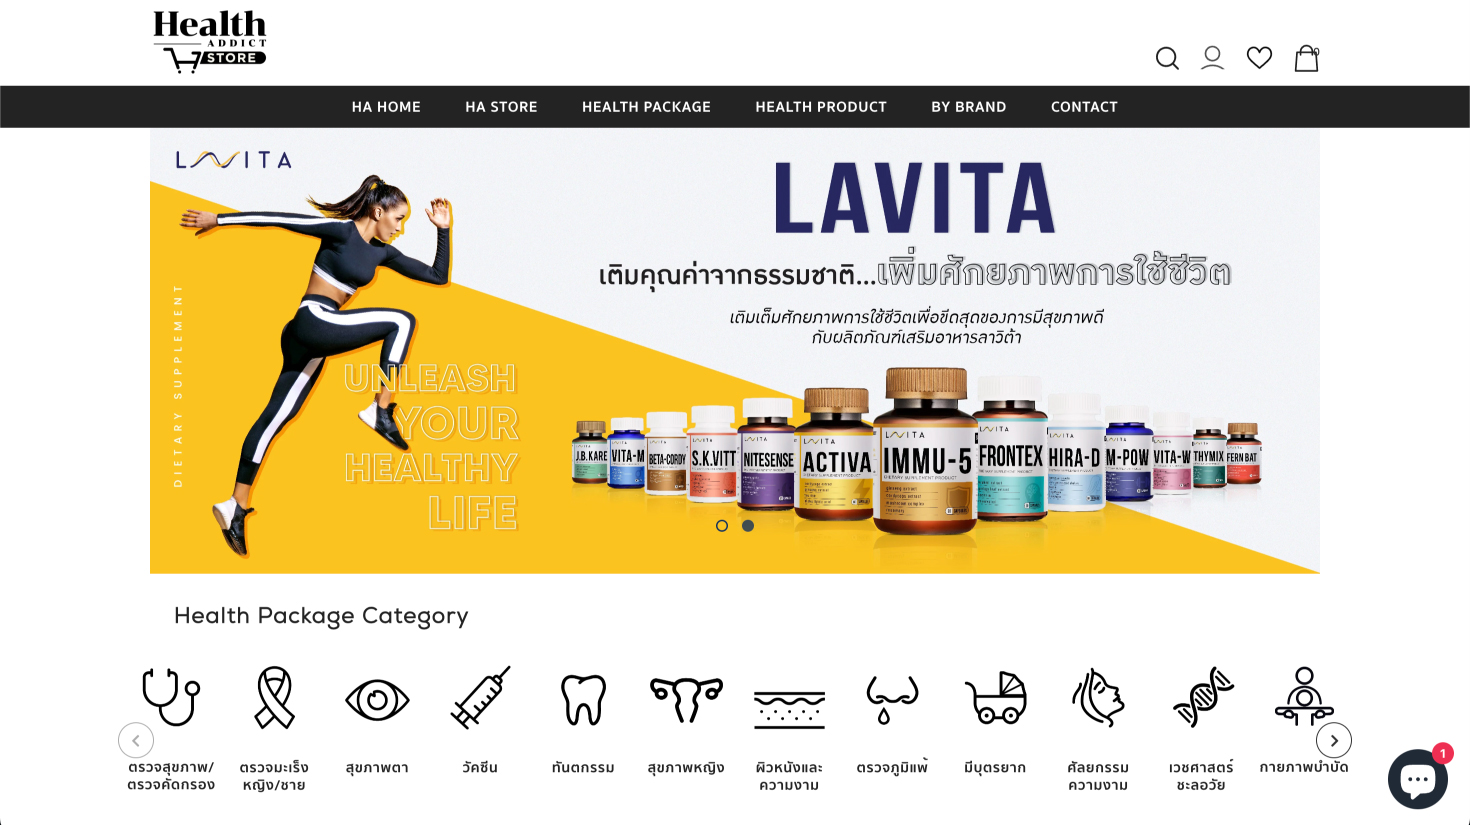 Health
ADDICT
STORE
0
HA HOME
HA STORE
HEALTH PACKAGE
HEALTH PRODUCT
BY BRAND
CONTACT
LAVITA
LAVITA
เติมคุณค่าจากธรรมชาติ...เพิ่มศักยภาพการใช้ชีวิต
เติมเต็มศักยภาพการใช้ชีวิตเพื่อขีดสุดของการมีสุขภาพดี
กับผลิตภัณฑ์เสริมอาหารลาวิต้า
DIETARY SUPPLEMENT
UNLEASH
YOUR
HEALTHY
LIFE
J.B.KARE
LAVITA
VITA-M
LAVITA
BETA-CORDY
LAVITA
S.K.VITT
LAVITA
NITESENSE
LAVITA
ACTIVA
LAVITA
IMMU-5
DIETARY SUPPLEMENT PRODUCT
LAVITA
FRONTEX
LAVITA
HIRA-D
LAVITA
M-POW
LAVITA
VITA-W
THYMIX
FERN BAT
Health Package Category
ตรวจสุขภาพ/
ตรวจคัดกรอง
ตรวจมะเร็ง
หญิง/ชาย
สุขภาพตา
วัคซีน
ทันตกรรม
สุขภาพหญิง
ผิวหนังและ
ความงาม
ตรวจภูมิแพ้
มีบุตรยาก
ศัลยกรรม
ความงาม
เวชศาสตร์
ชะลอวัย
กายภาพบำบัด
1